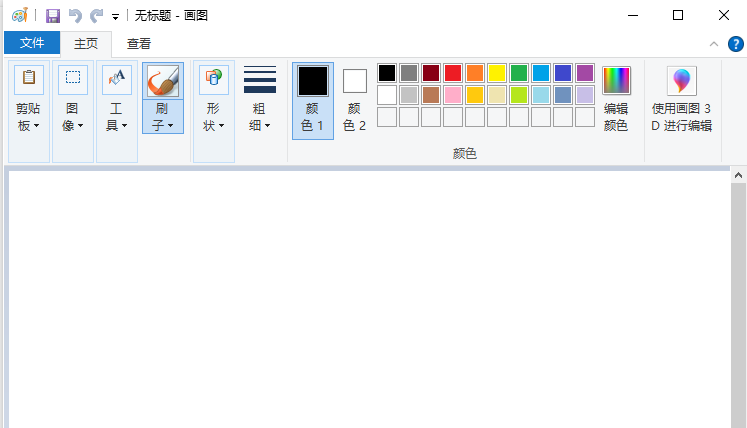 无标题 - 画图
文件 主页 查看
?
剪贴
板
图
像
工
具
刷
子
形
状
粗
细
颜
色 1
颜
色 2
编辑
颜色
使用画图 3
D 进行编辑
颜色